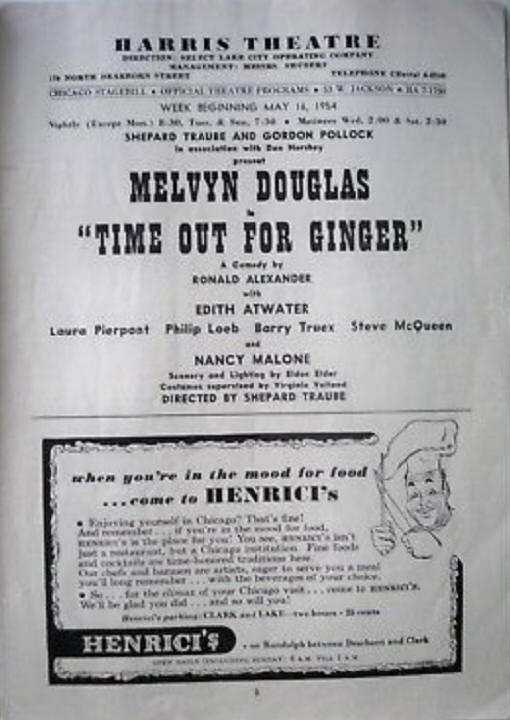 HARRIS THEATRE
DIRECTION: SELECT LAKE CITY OPERATING COMPANY
MANAGEMENT: MESSRS. SHUBERT
170 NORTH DEARBORN STREET TELEPHONE CEntral
CHICAGO STAGEBILL • OFFICIAL THEATRE PROGRAMS • 53 W. JACKSON • HA 7-1750
WEEK BEGINNING MAY 16, 1954
Nightly (Except Mon.) 8:30, Tues. & Sun. 7:30 • Matinees Wed. 2:00 & Sat. 2:30
SHEPARD TRAUBE AND GORDON POLLOCK
In association with Don Hershey
present
MELVYN DOUGLAS
in
"TIME OUT FOR GINGER"
A Comedy by
RONALD ALEXANDER
with
EDITH ATWATER
Laura Pierpont Philip Loeb Barry Truex Steve McQueen
and
NANCY MALONE
Scenery and Lighting by Eldon Elder
Costumes supervised by Virginia Volland
DIRECTED BY SHEPARD TRAUBE
when you're in the mood for food
...come to HENRICI's
• Enjoying yourself in Chicago? That's fine!
And remember... if you're in the mood for food,
HENRICI's is the place for you! You see, HENRICI's isn't
just a restaurant, but a Chicago institution. Fine foods
and cocktails are time-honored traditions here.
Our chefs and barmen are artists, eager to serve you a meal
you'll long remember... with the beverages of your choice.
• So... for the climax of your Chicago visit... come to HENRICI'S.
We'll be glad you did... and so will you!
Henrici's parking: CLARK and LAKE—two hours - 25 cents
HENRICI'S • on Randolph between Dearborn and Clark
OPEN DAILY (INCLUDING SUNDAY) 8 A.M. TILL 1 A.M.